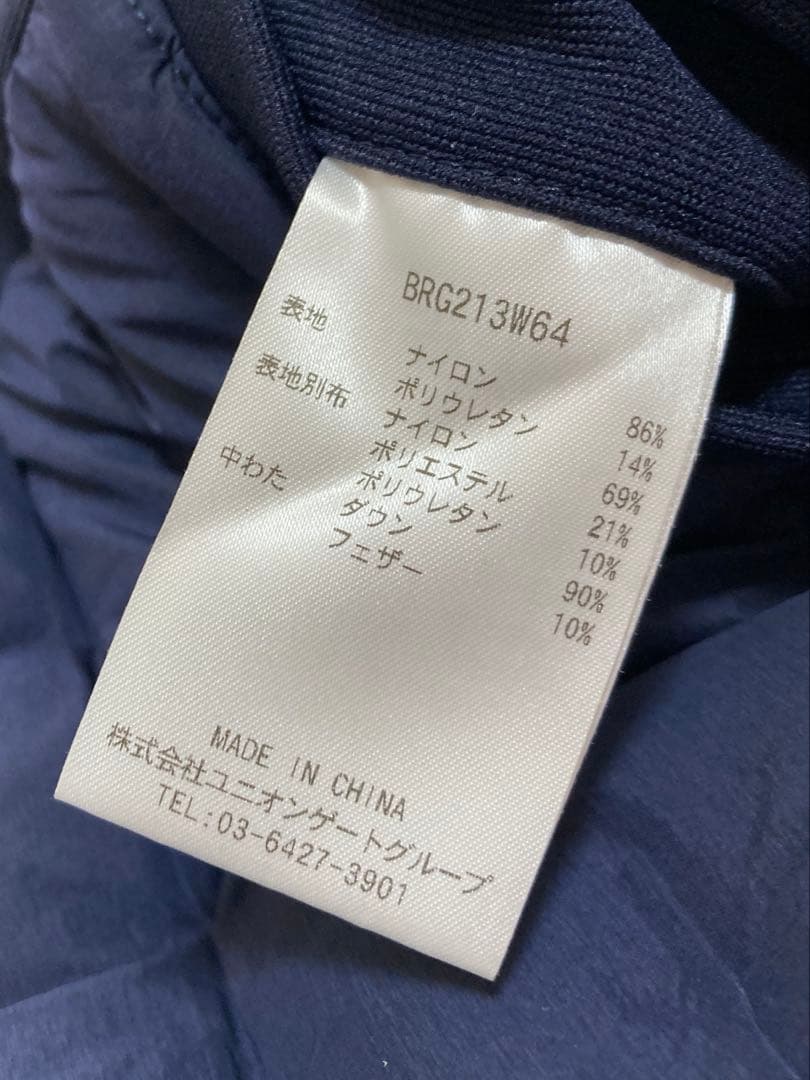 BRG213W64
表地 ナイロン 86%
ポリウレタン 14%
表地別布 ナイロン 69%
ポリエステル 21%
ポリウレタン 10%
中わた ダウン 90%
フェザー 10%
MADE IN CHINA
株式会社ユニオンゲートグループ
TEL:03-6427-3901